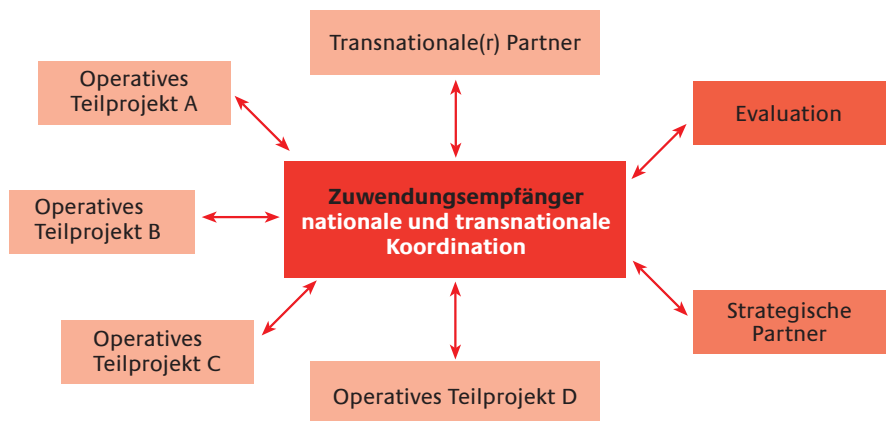 Transnationale(r) Partner
Operatives
Teilprojekt A
Evaluation
Zuwendungsempfänger
nationale und transnationale
Koordination
Operatives
Teilprojekt B
Strategische
Partner
Operatives
Teilprojekt C
Operatives Teilprojekt D